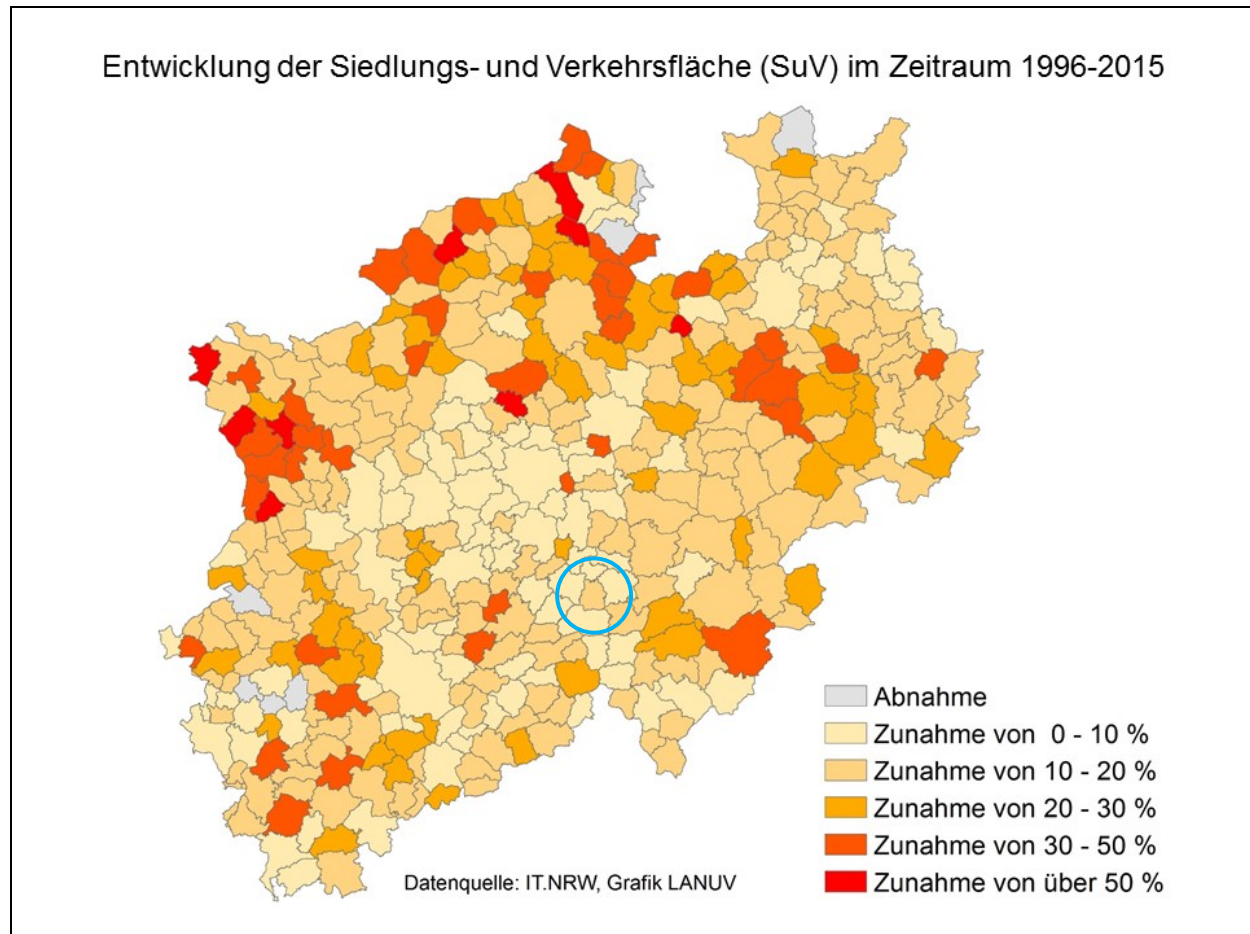 Entwicklung der Siedlungs- und Verkehrsfläche (SuV) im Zeitraum 1996-2015
Abnahme
Zunahme von 0 - 10 %
Zunahme von 10 - 20 %
Zunahme von 20 - 30 %
Zunahme von 30 - 50 %
Zunahme von über 50 %
Datenquelle: IT.NRW, Grafik LANUV